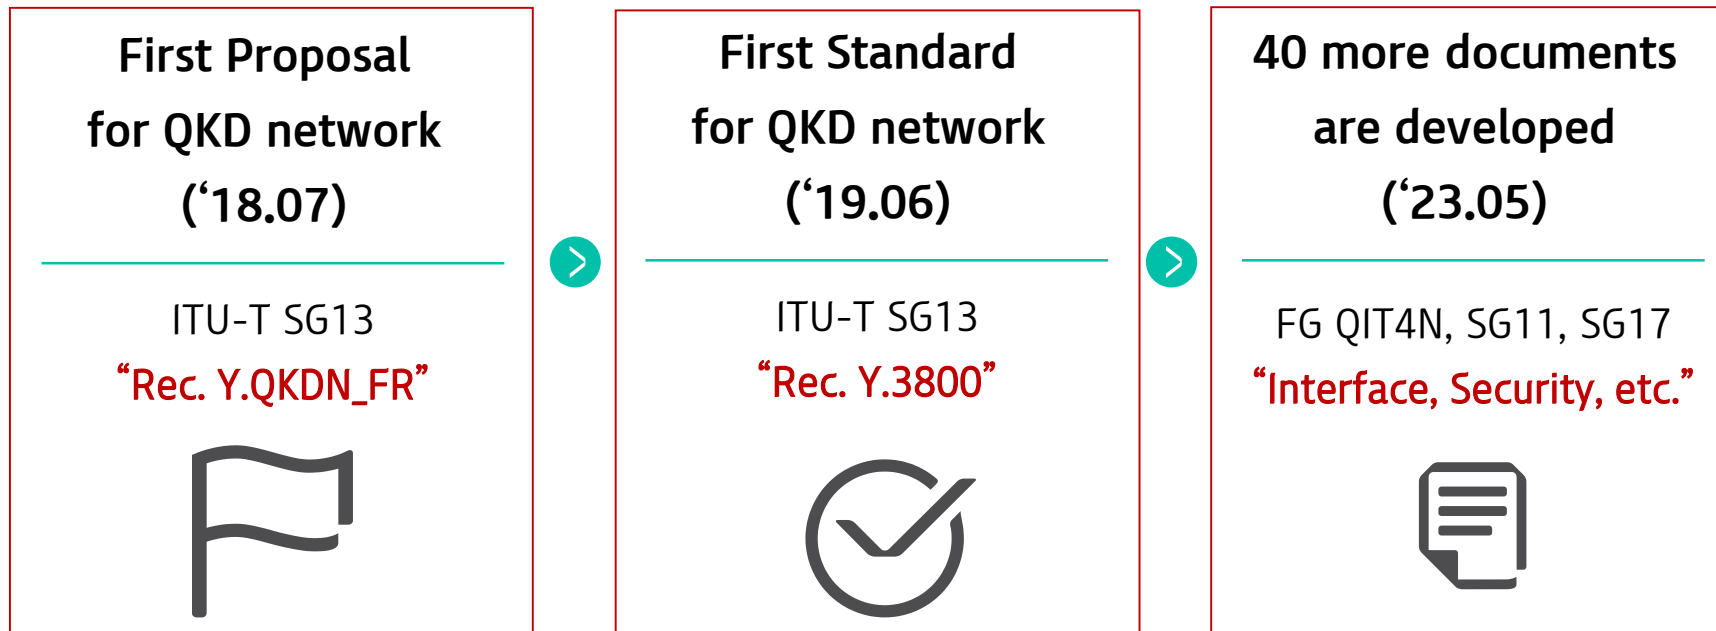 First Proposal
for QKD network
(‘18.07)
ITU-T SG13
“Rec. Y.QKDN_FR”
First Standard
for QKD network
(‘19.06)
ITU-T SG13
“Rec. Y.3800”
40 more documents
are developed
(‘23.05)
FG QIT4N, SG11, SG17
“Interface, Security, etc.”